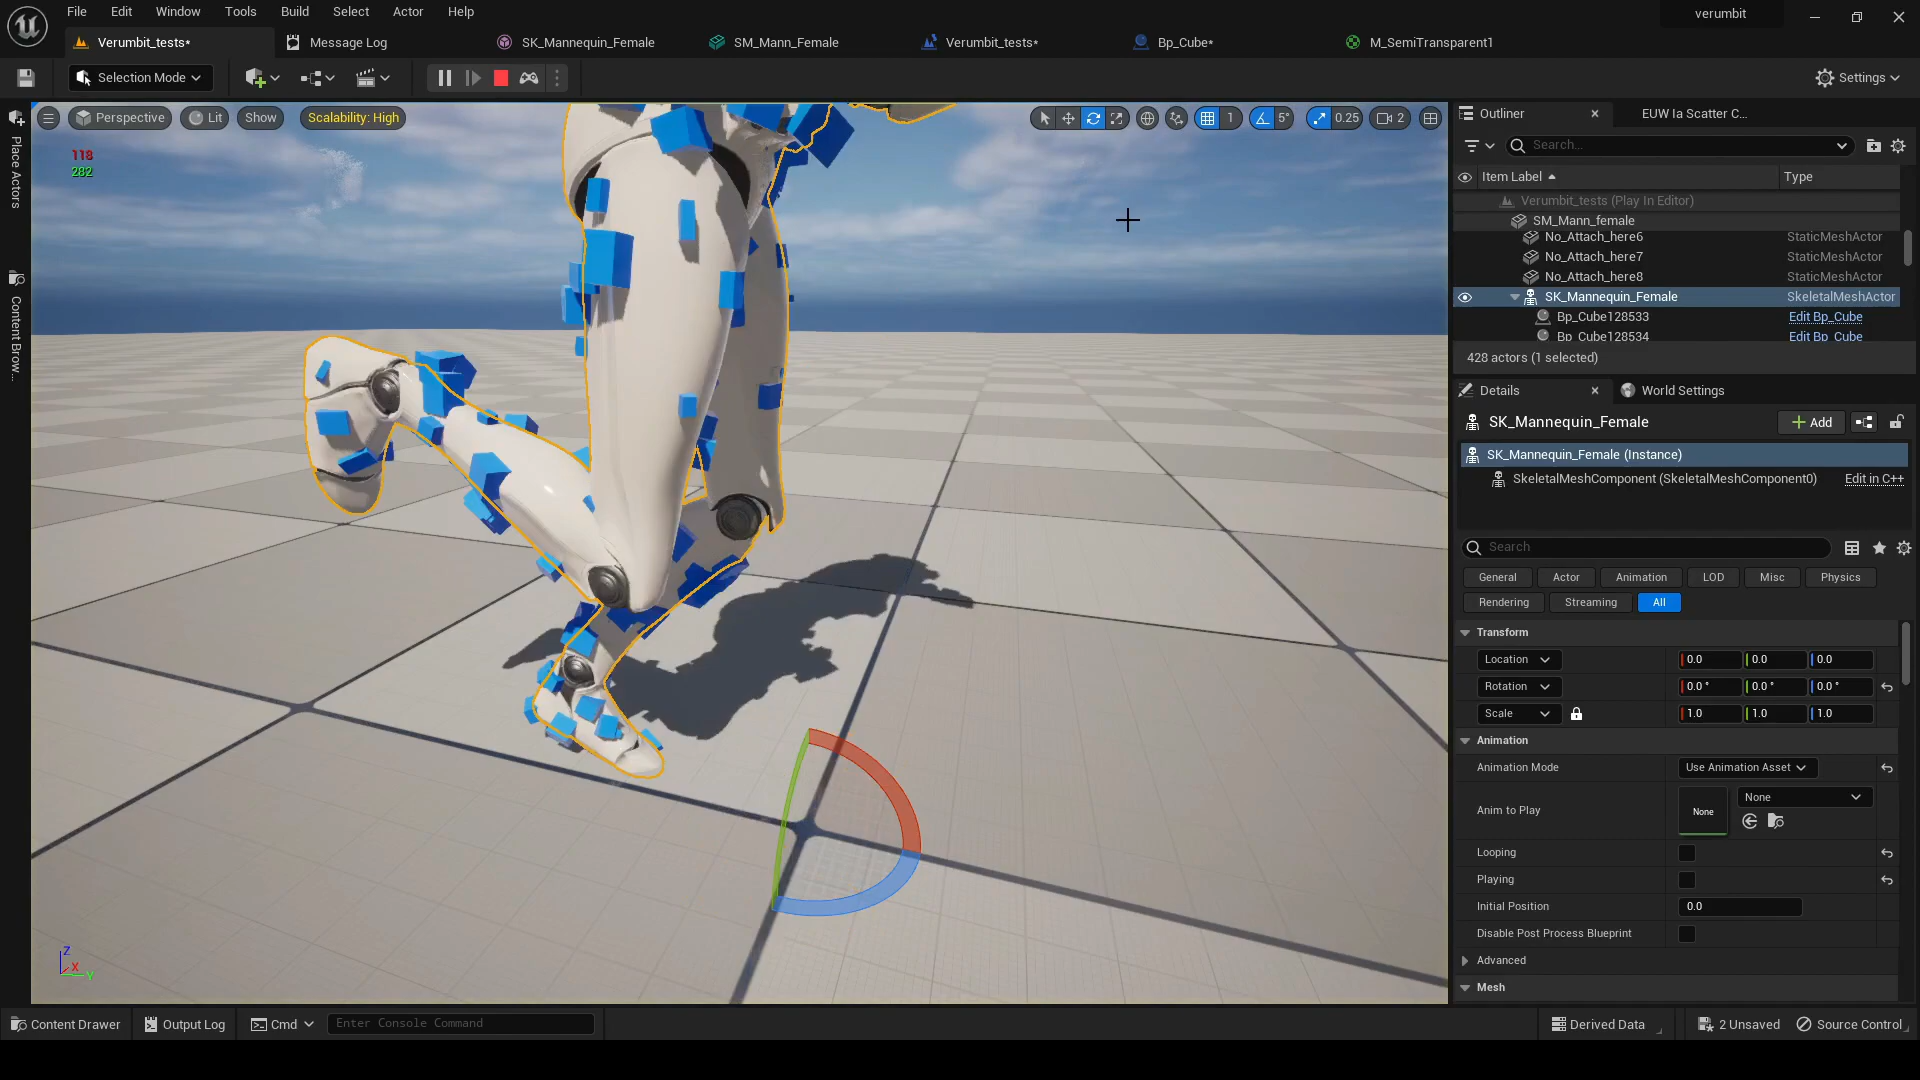 File Edit Window Tools Build Select Actor Help
verumbit
Verumbit_tests*
Message Log
SK_Mannequin_Female
SM_Mann_Female
Verumbit_tests*
Bp_Cube*
M_SemiTransparent1
Selection Mode
Settings
Perspective
Lit
Show
Scalability: High
1
5°
0.25
2
118
282
Place Actors
Content Brow...
Z
X
Y
Outliner
EUW Ia Scatter C...
Search...
Item Label
Type
Verumbit_tests (Play In Editor)
SM_Mann_female
No_Attach_here6 StaticMeshActor
No_Attach_here7 StaticMeshActor
No_Attach_here8 StaticMeshActor
SK_Mannequin_Female SkeletalMeshActor
Bp_Cube128533 Edit Bp_Cube
Bp_Cube128534 Edit Bp_Cube
428 actors (1 selected)
Details
World Settings
SK_Mannequin_Female
Add
SK_Mannequin_Female (Instance)
SkeletalMeshComponent (SkeletalMeshComponent0) Edit in C++
Search
General Actor Animation LOD Misc Physics
Rendering Streaming All
Transform
Location 0.0 0.0 0.0
Rotation 0.0 ° 0.0 ° 0.0 °
Scale 1.0 1.0 1.0
Animation
Animation Mode Use Animation Asset
Anim to Play None None
Looping
Playing
Initial Position 0.0
Disable Post Process Blueprint
Advanced
Mesh
Content Drawer
Output Log
Cmd
Enter Console Command
Derived Data
2 Unsaved
Source Control